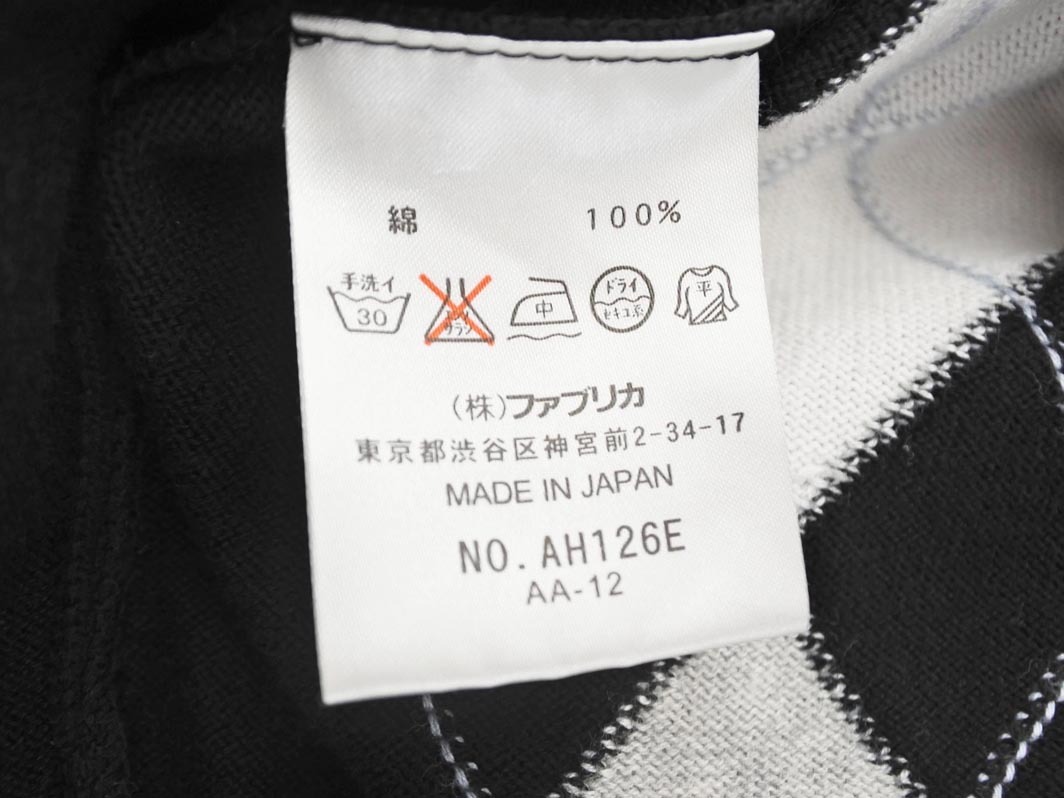 綿 100%
手洗イ 30 エンソ サラシ 中 ドライ セキユ系 平
(株)ファブリカ
東京都渋谷区神宮前2-34-17
MADE IN JAPAN
NO. AH126E
AA-12